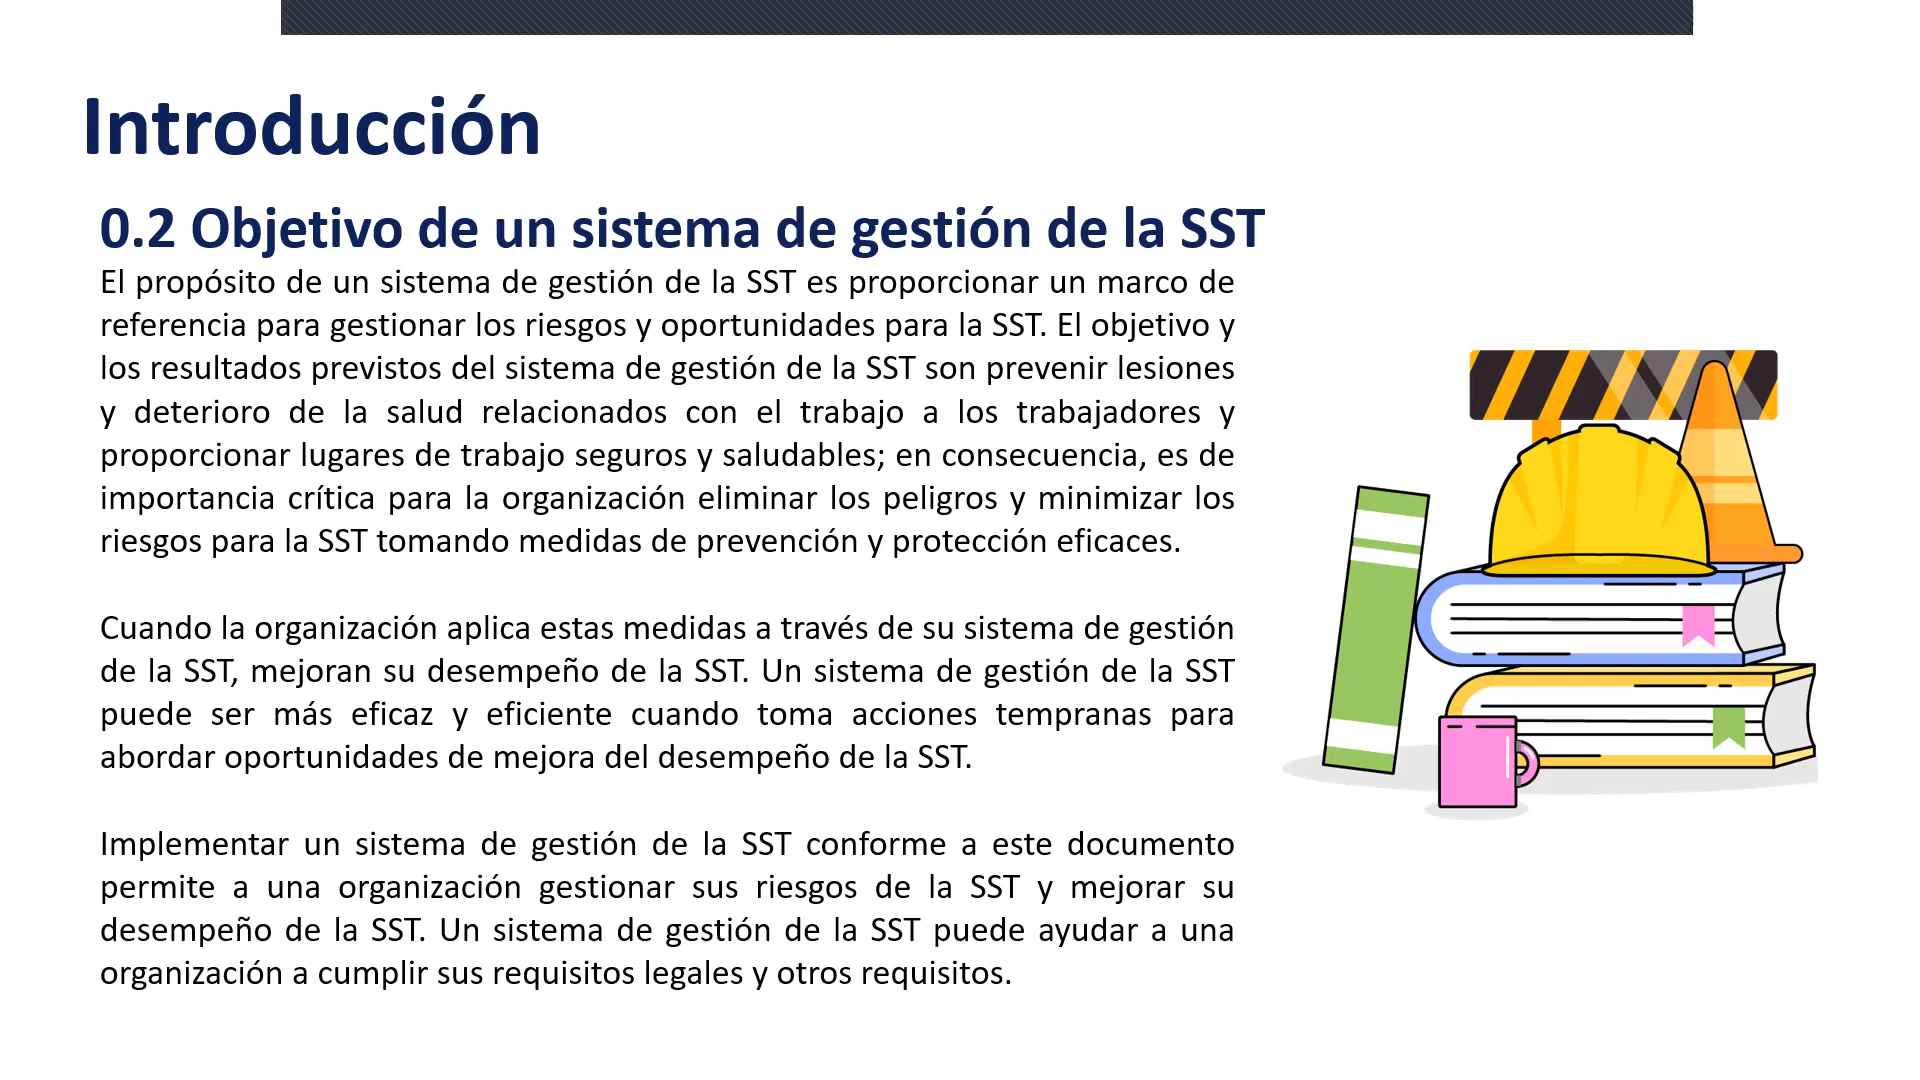 Introducción
0.2 Objetivo de un sistema de gestión de la SST
El propósito de un sistema de gestión de la SST es proporcionar un marco de
referencia para gestionar los riesgos y oportunidades para la SST. El objetivo y
los resultados previstos del sistema de gestión de la SST son prevenir lesiones
y deterioro de la salud relacionados con el trabajo a los trabajadores y
proporcionar lugares de trabajo seguros y saludables; en consecuencia, es de
importancia crítica para la organización eliminar los peligros y minimizar los
riesgos para la SST tomando medidas de prevención y protección eficaces.
Cuando la organización aplica estas medidas a través de su sistema de gestión
de la SST, mejoran su desempeño de la SST. Un sistema de gestión de la SST
puede ser más eficaz y eficiente cuando toma acciones tempranas para
abordar oportunidades de mejora del desempeño de la SST.
Implementar un sistema de gestión de la SST conforme a este documento
permite a una organización gestionar sus riesgos de la SST y mejorar su
desempeño de la SST. Un sistema de gestión de la SST puede ayudar a una
organización a cumplir sus requisitos legales y otros requisitos.